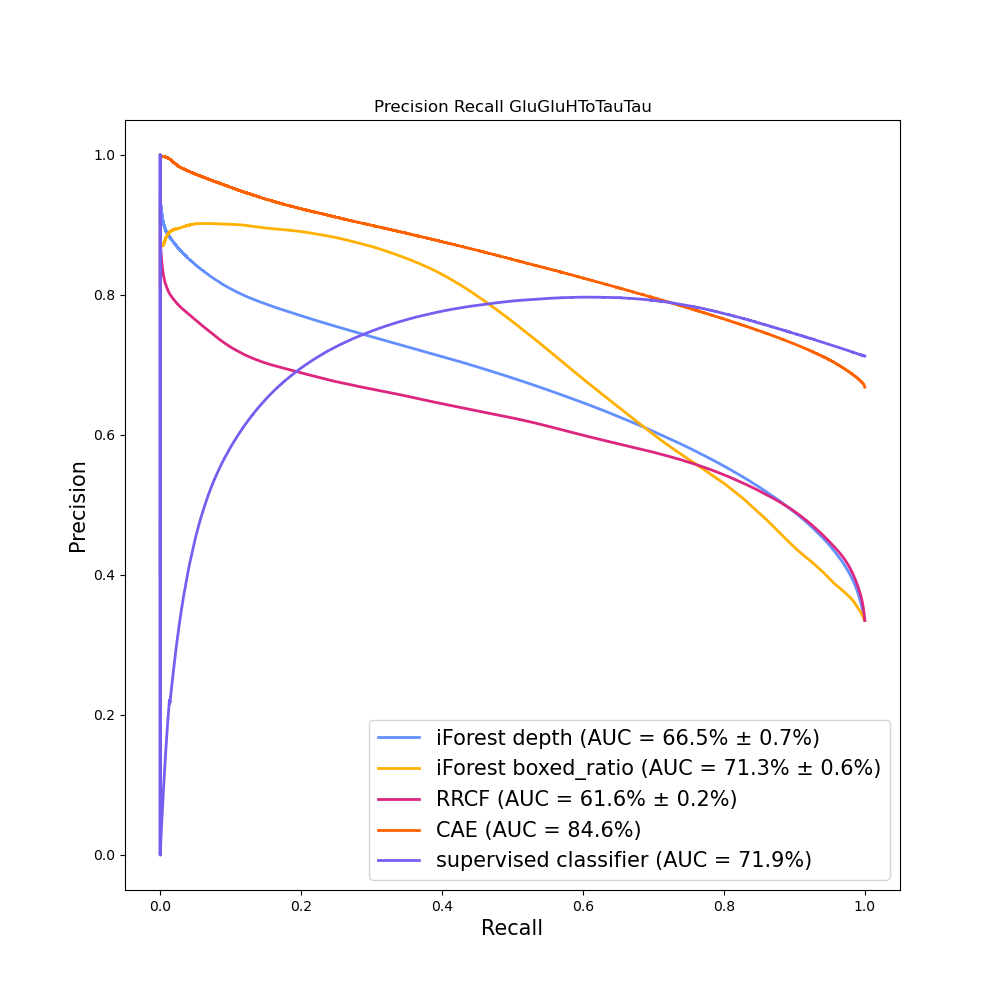 Precision Recall GluGluHToTauTau
1.0
0.8
0.6
0.4
0.2
0.0
Precision
0.0 0.2 0.4 0.6 0.8 1.0
Recall
iForest depth (AUC = 66.5% ± 0.7%)
iForest boxed_ratio (AUC = 71.3% ± 0.6%)
RRCF (AUC = 61.6% ± 0.2%)
CAE (AUC = 84.6%)
supervised classifier (AUC = 71.9%)